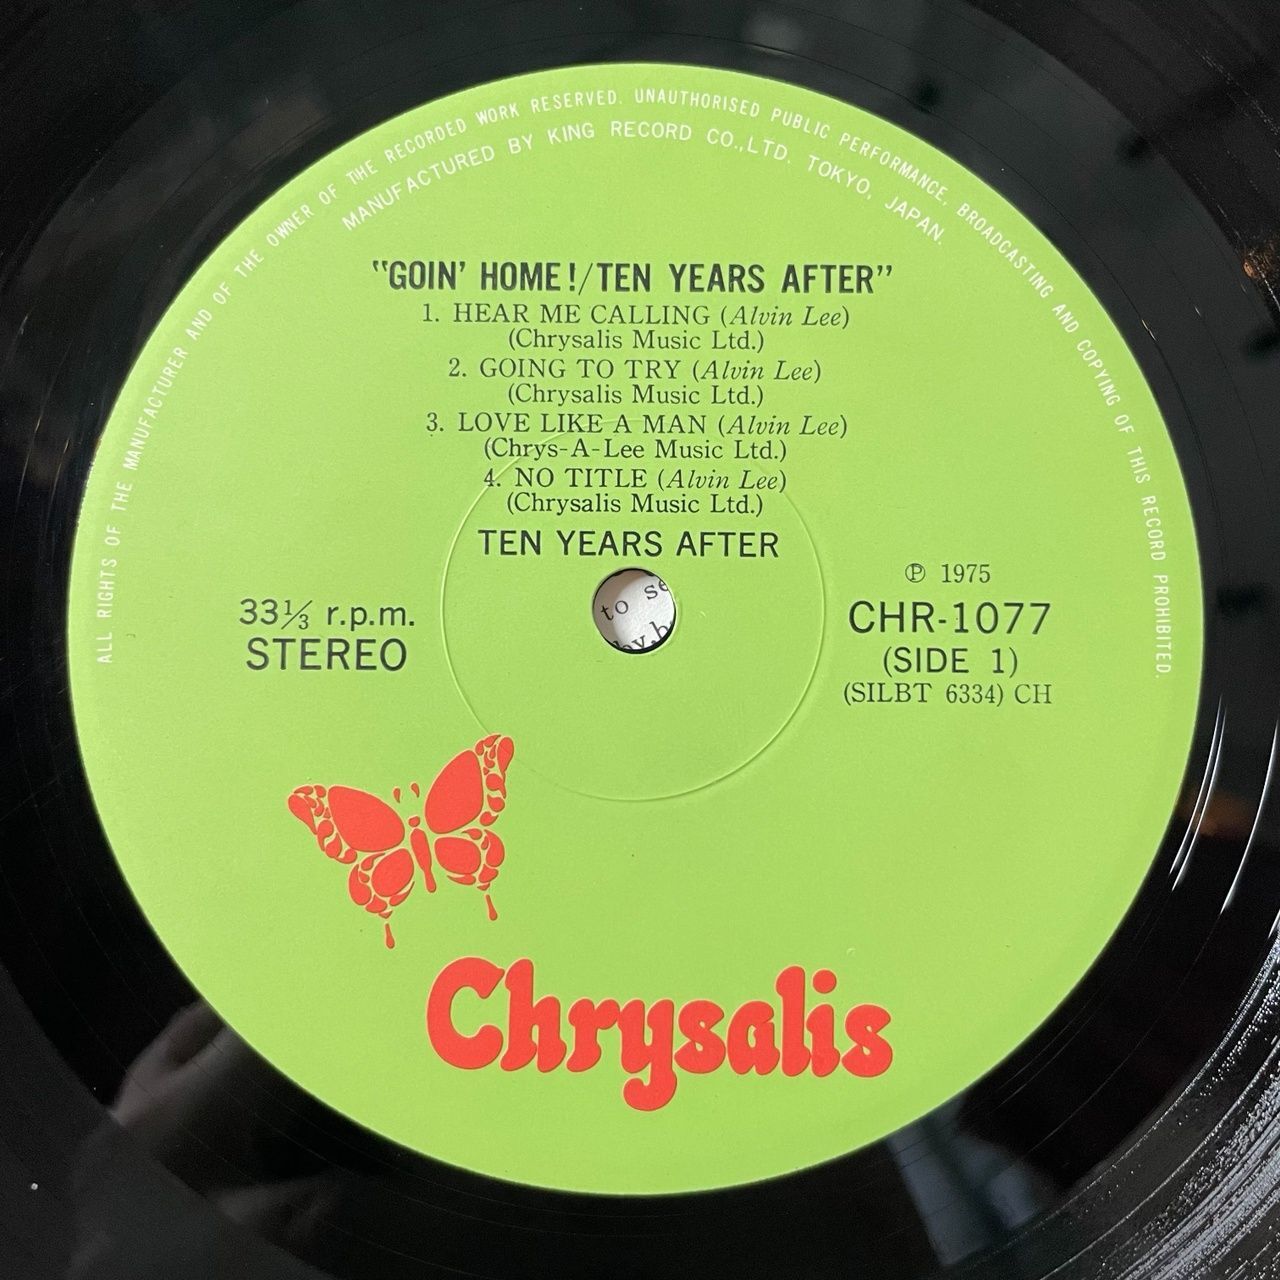 ALL RIGHTS OF THE MANUFACTURER AND OF THE OWNER OF THE RECORDED WORK RESERVED. UNAUTHORISED PUBLIC PERFORMANCE, BROADCASTING AND COPYING OF THIS RECORD PROHIBITED.
MANUFACTURED BY KING RECORD CO.,LTD. TOKYO, JAPAN.
"GOIN' HOME!/TEN YEARS AFTER"
1. HEAR ME CALLING (Alvin Lee)
(Chrysalis Music Ltd.)
2. GOING TO TRY (Alvin Lee)
(Chrysalis Music Ltd.)
3. LOVE LIKE A MAN (Alvin Lee)
(Chrys-A-Lee Music Ltd.)
4. NO TITLE (Alvin Lee)
(Chrysalis Music Ltd.)
TEN YEARS AFTER
33⅓ r.p.m.
STEREO
to se
℗ 1975
CHR-1077
(SIDE 1)
(SILBT 6334) CH
Chrysalis